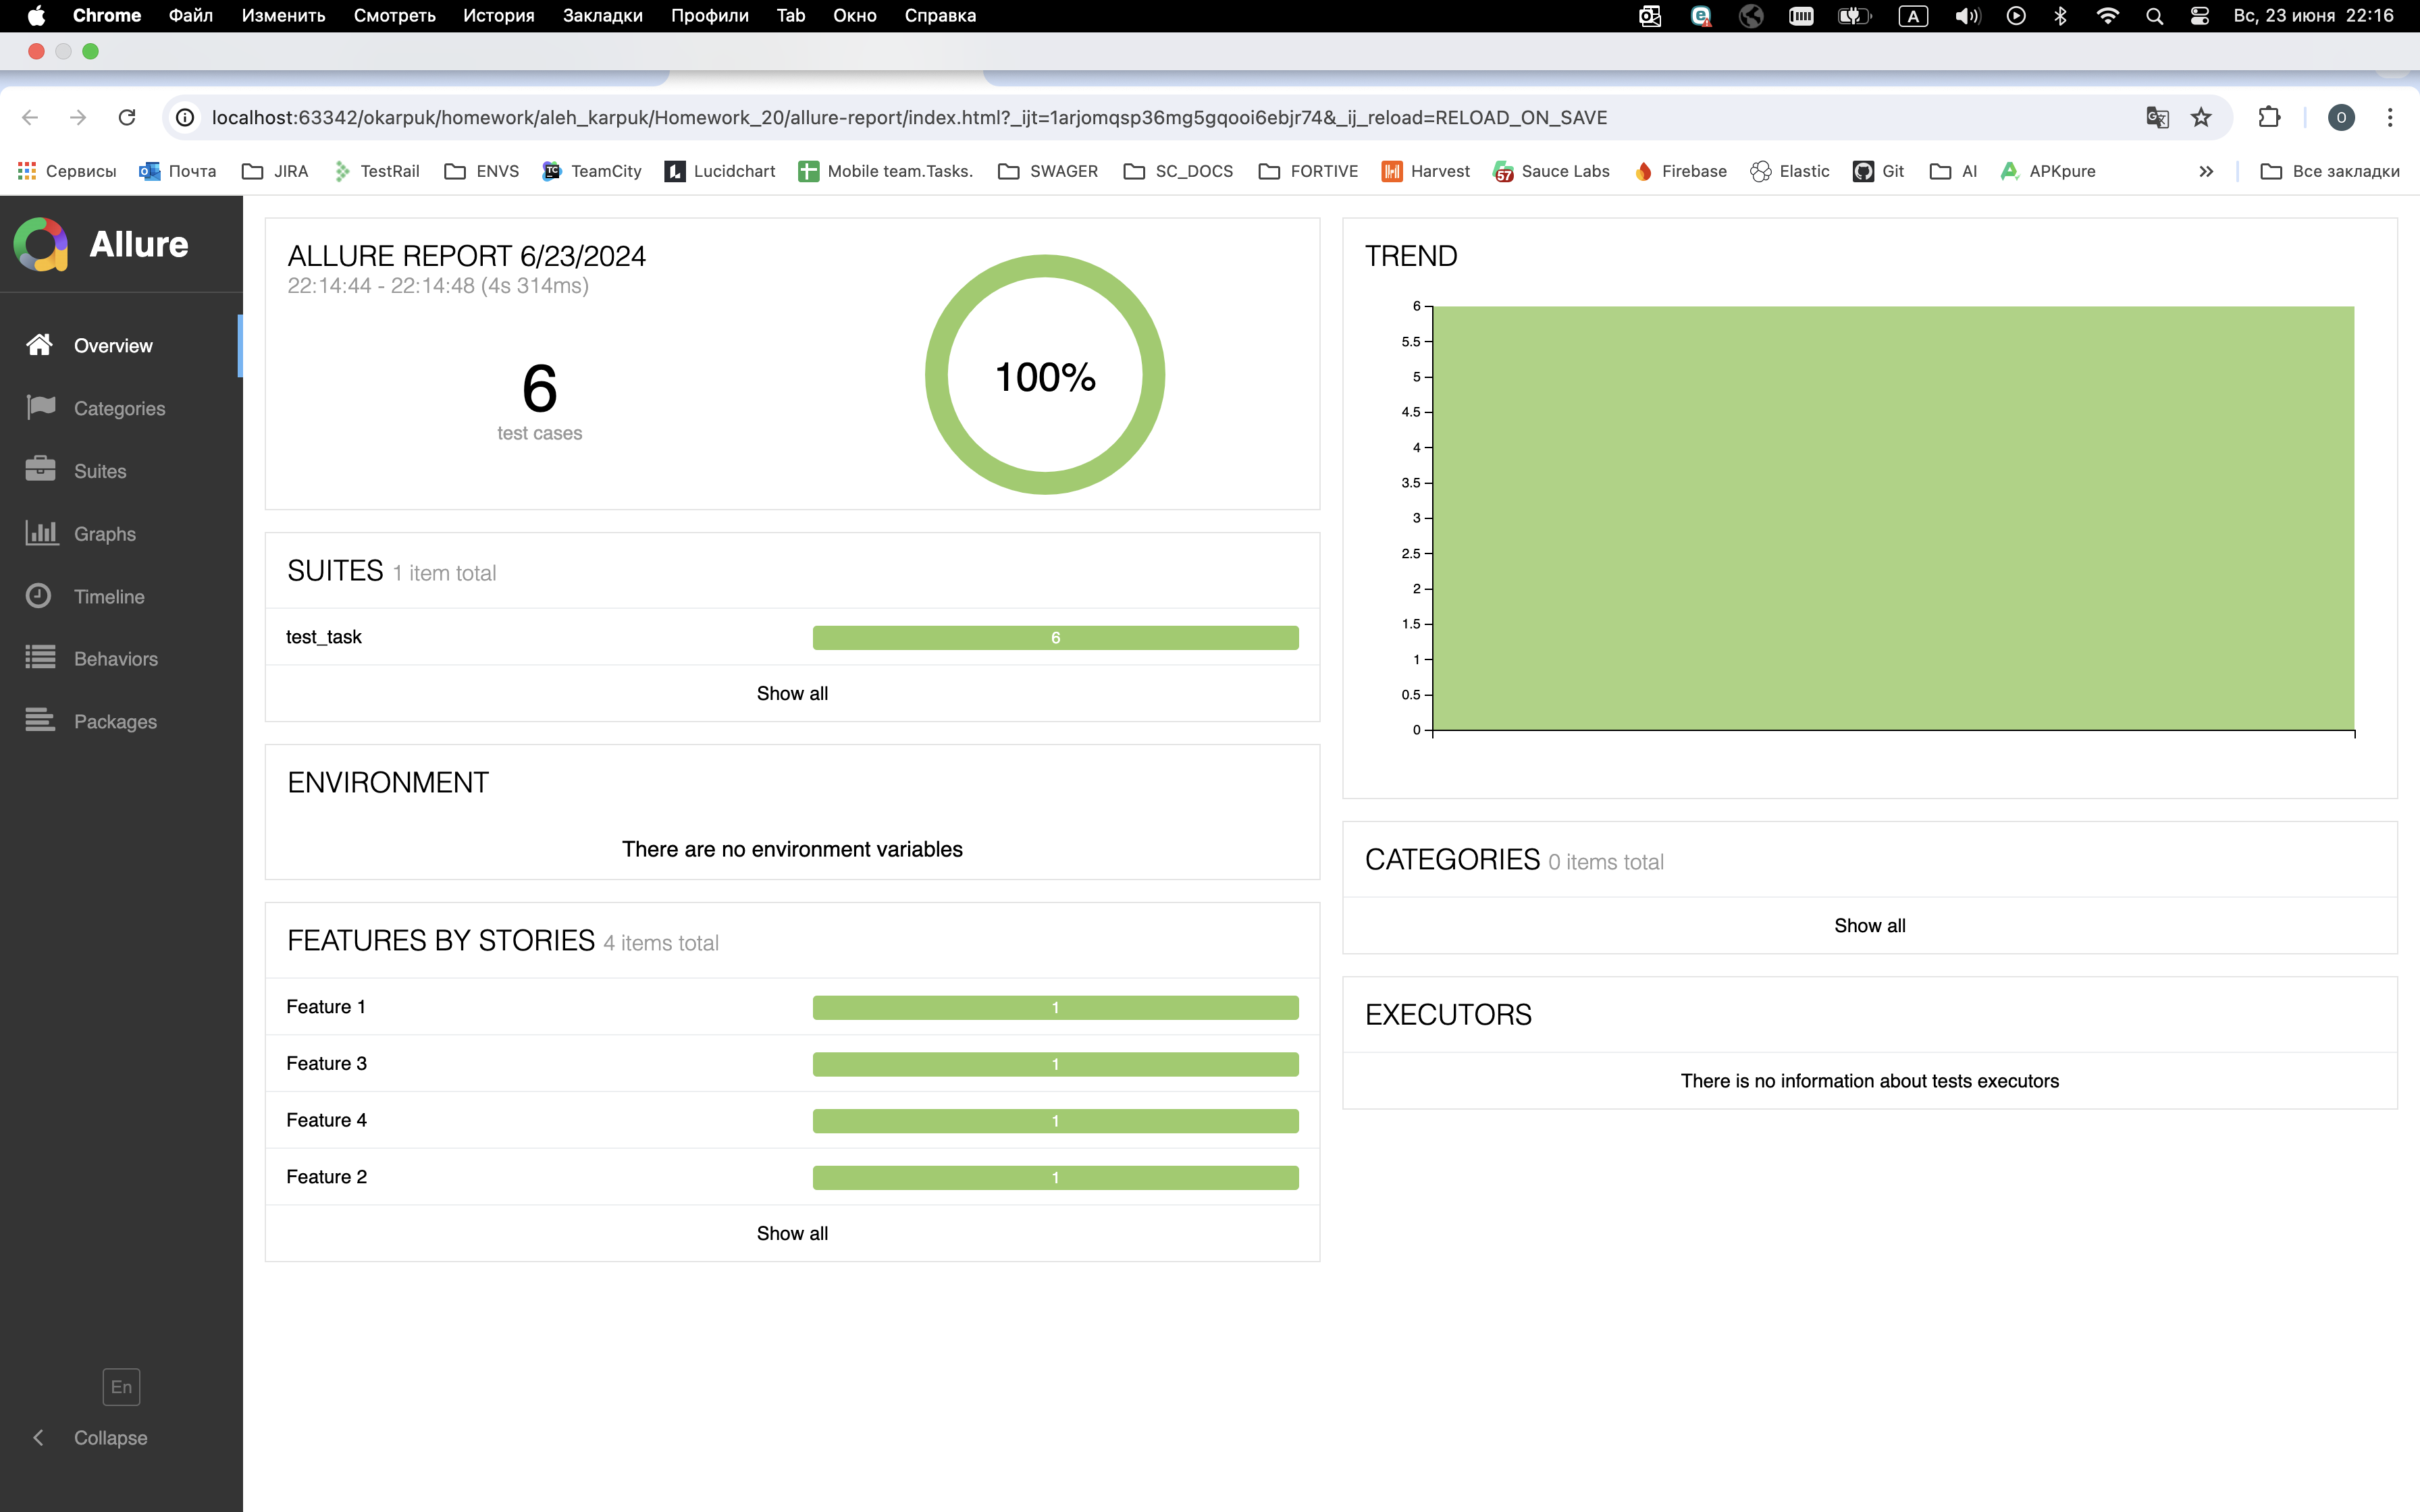 Chrome Файл Изменить Смотреть История Закладки Профили Tab Окно Справка A Вс, 23 июня 22:16
localhost:63342/okarpuk/homework/aleh_karpuk/Homework_20/allure-report/index.html?_ijt=1arjomqsp36mg5gqooi6ebjr74&_ij_reload=RELOAD_ON_SAVE O
Сервисы Почта JIRA TestRail ENVS TeamCity Lucidchart Mobile team.Tasks. SWAGER SC_DOCS FORTIVE Harvest 57 Sauce Labs Firebase Elastic Git AI APKpure Все закладки
Allure
Overview
Categories
Suites
Graphs
Timeline
Behaviors
Packages
En
Collapse
ALLURE REPORT 6/23/2024
22:14:44 - 22:14:48 (4s 314ms)
6
test cases
100%
SUITES 1 item total
test_task 6
Show all
ENVIRONMENT
There are no environment variables
FEATURES BY STORIES 4 items total
Feature 1 1
Feature 3 1
Feature 4 1
Feature 2 1
Show all
TREND
6
5.5
5
4.5
4
3.5
3
2.5
2
1.5
1
0.5
0
CATEGORIES 0 items total
Show all
EXECUTORS
There is no information about tests executors